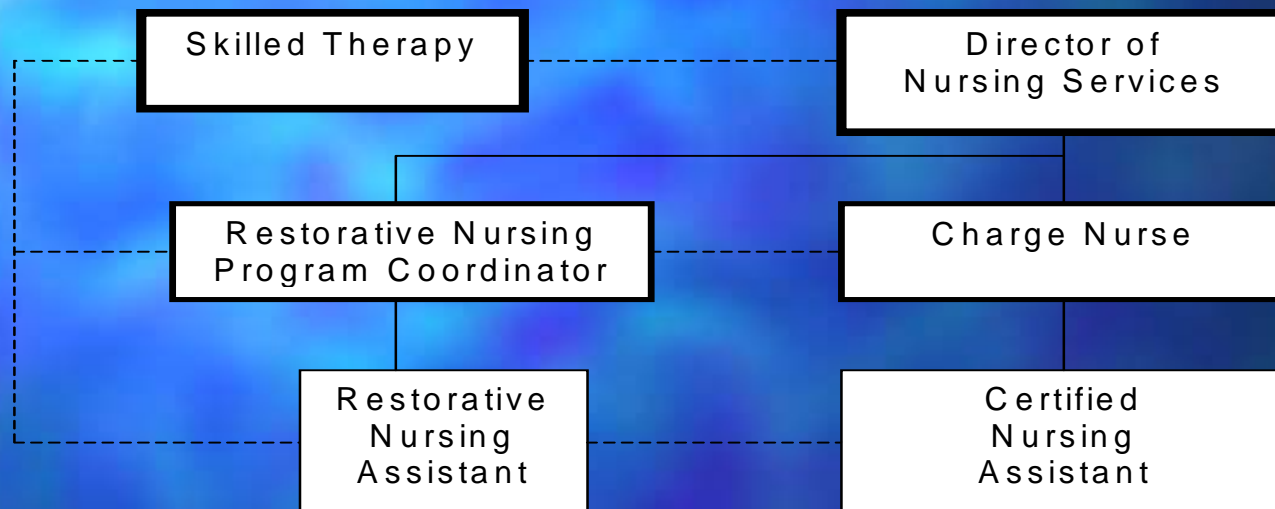 Skilled Therapy
Director of
Nursing Services
Restorative Nursing
Program Coordinator
Charge Nurse
Restorative
Nursing
Assistant
Certified
Nursing
Assistant